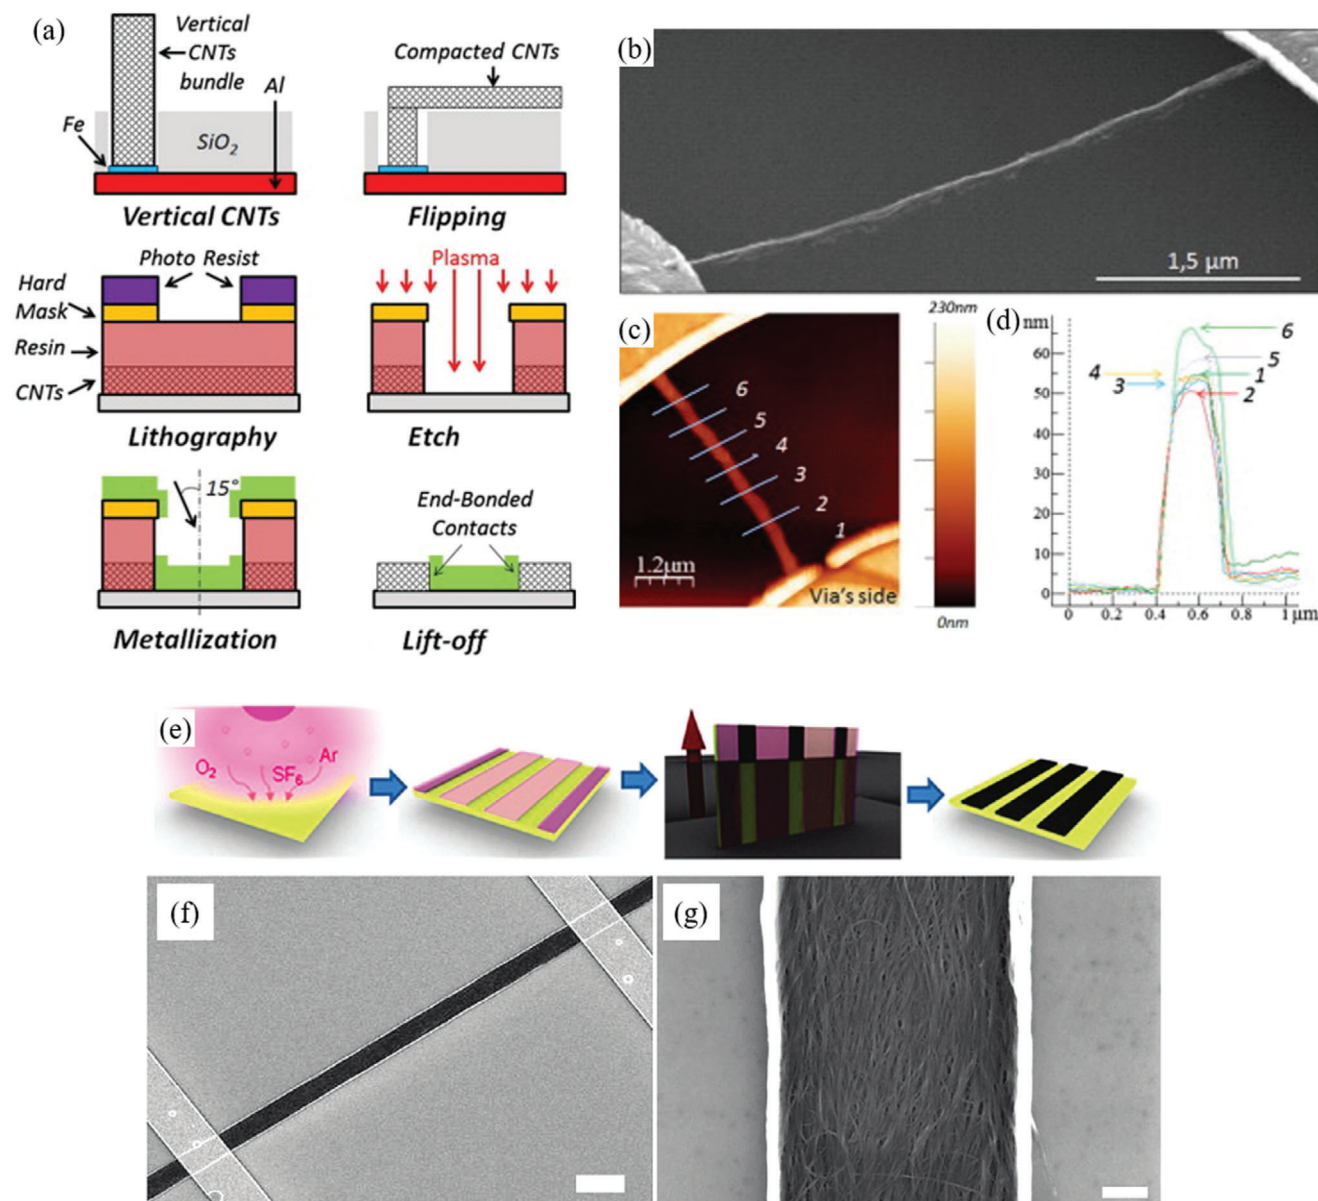 (a)
Vertical
CNTs
bundle
Al
Fe
SiO2
Vertical CNTs
Compacted CNTs
Flipping
Photo Resist
Hard
Mask
Resin
CNTs
Lithography
Plasma
Etch
15°
Metallization
End-Bonded
Contacts
Lift-off
(b)
1,5 µm
(c)
6
5
4
3
2
1
1.2µm
Via's side
230nm
0nm
(d)
nm
60
50
40
30
20
10
0
0
0.2
0.4
0.6
0.8
1 µm
6
5
4
1
3
2
(e)
O2
SF6
Ar
(f)
(g)